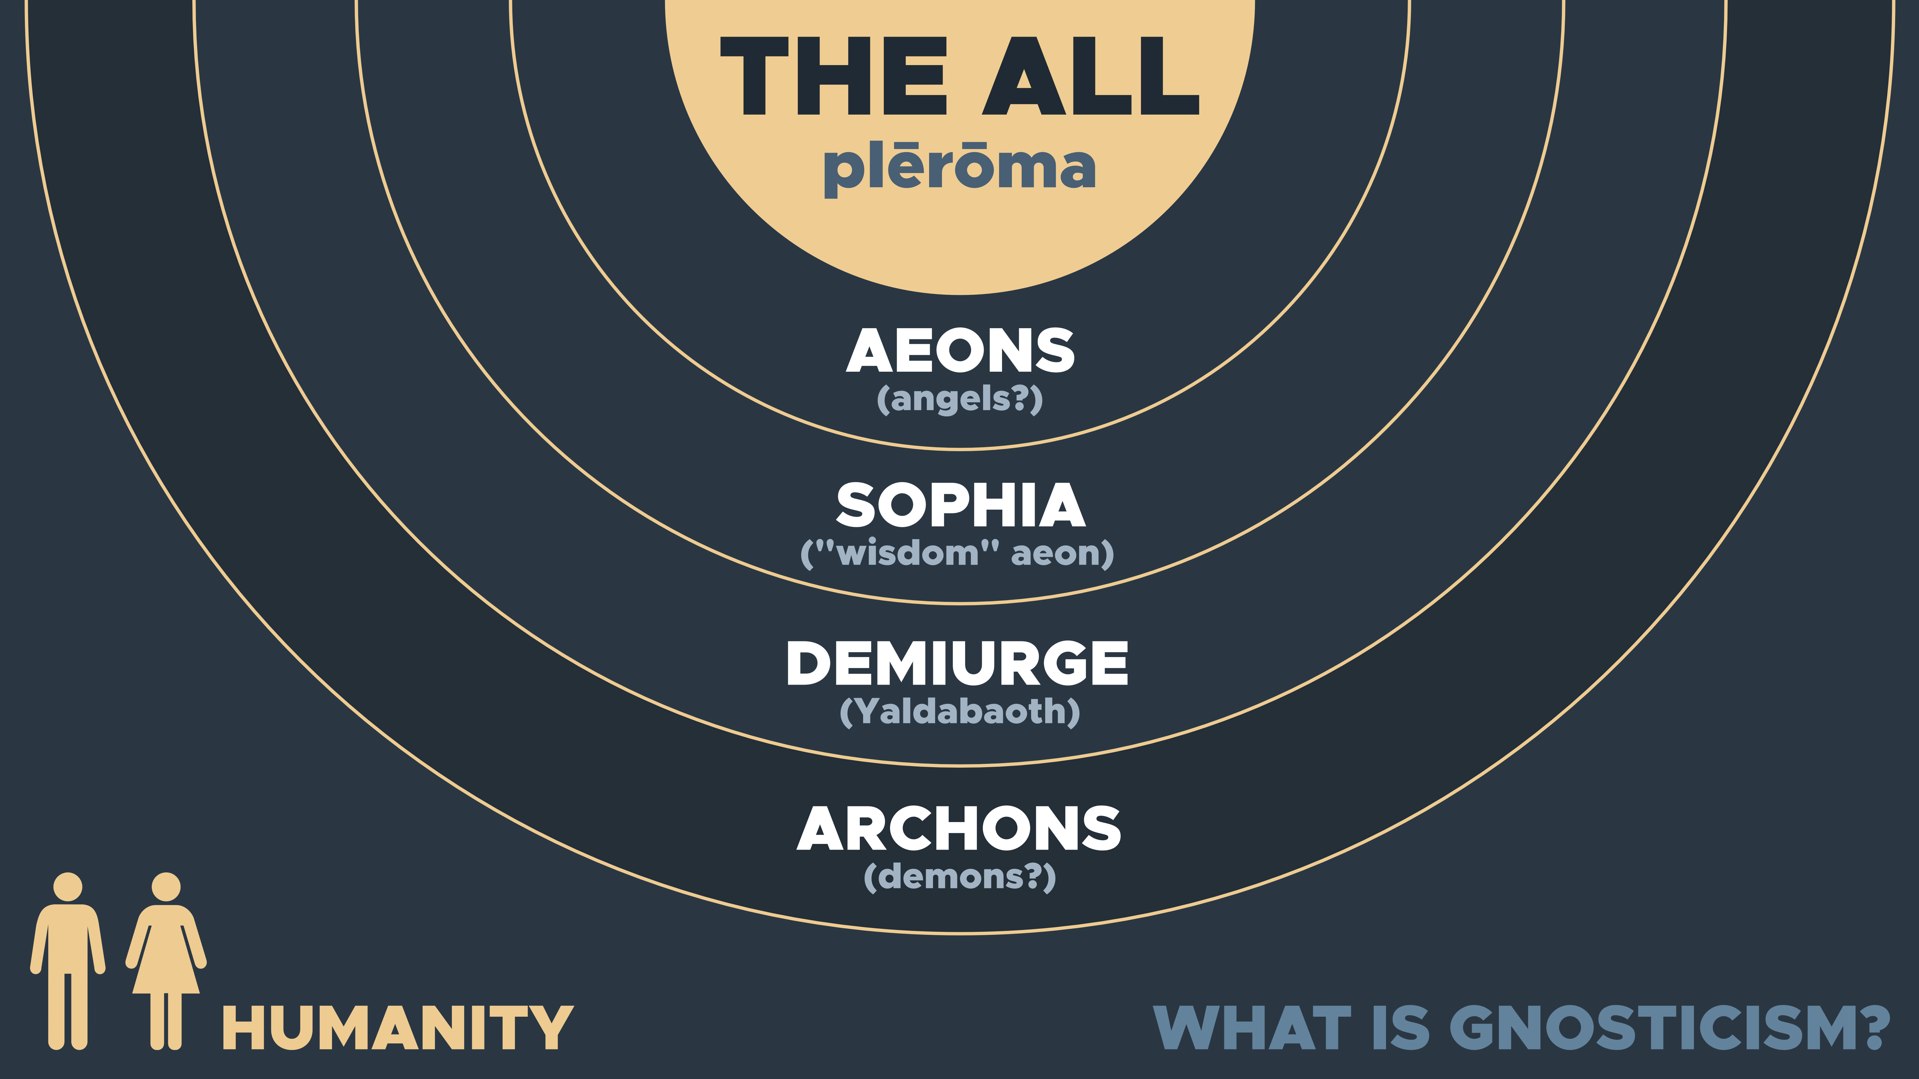 THE ALL
plērōma
AEONS
(angels?)
SOPHIA
("wisdom" aeon)
DEMIURGE
(Yaldabaoth)
ARCHONS
(demons?)
HUMANITY
WHAT IS GNOSTICISM?